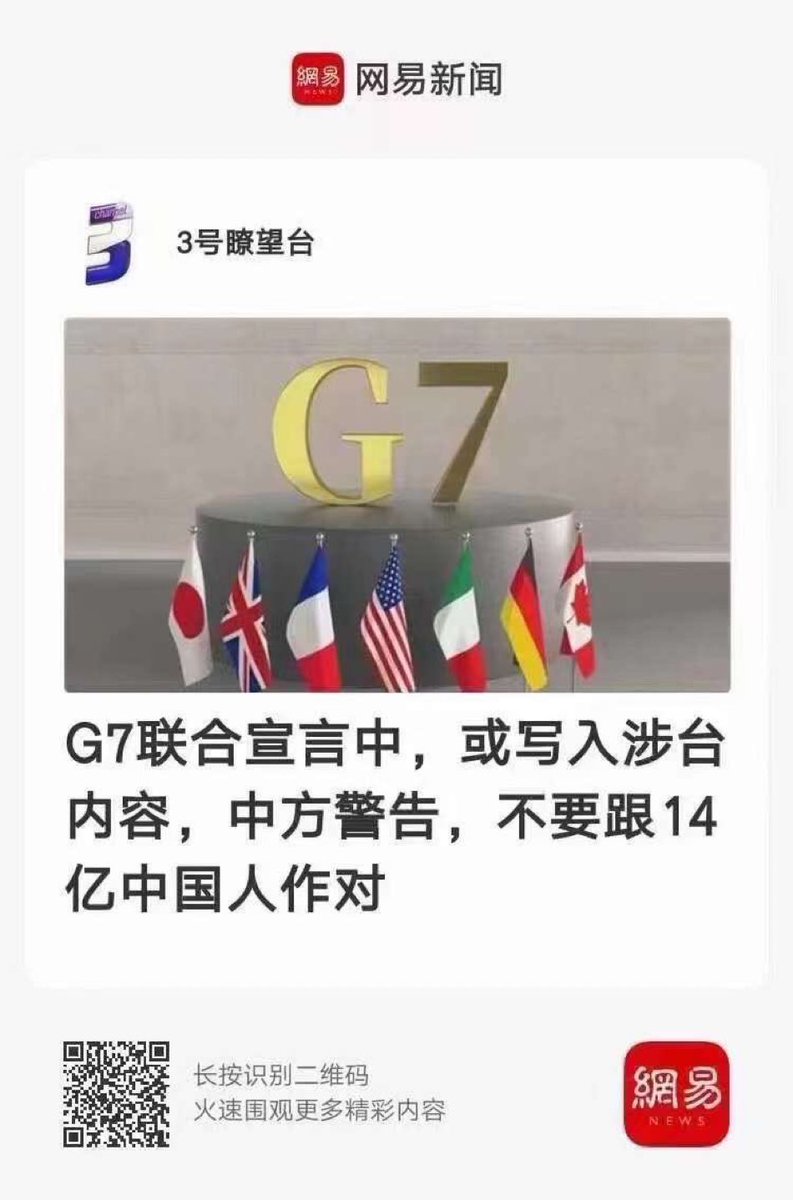 網易
NEWS
网易新闻
channel
3
3号瞭望台
G7
G7联合宣言中，或写入涉台
内容，中方警告，不要跟14
亿中国人作对
长按识别二维码
火速围观更多精彩内容
網易
NEWS